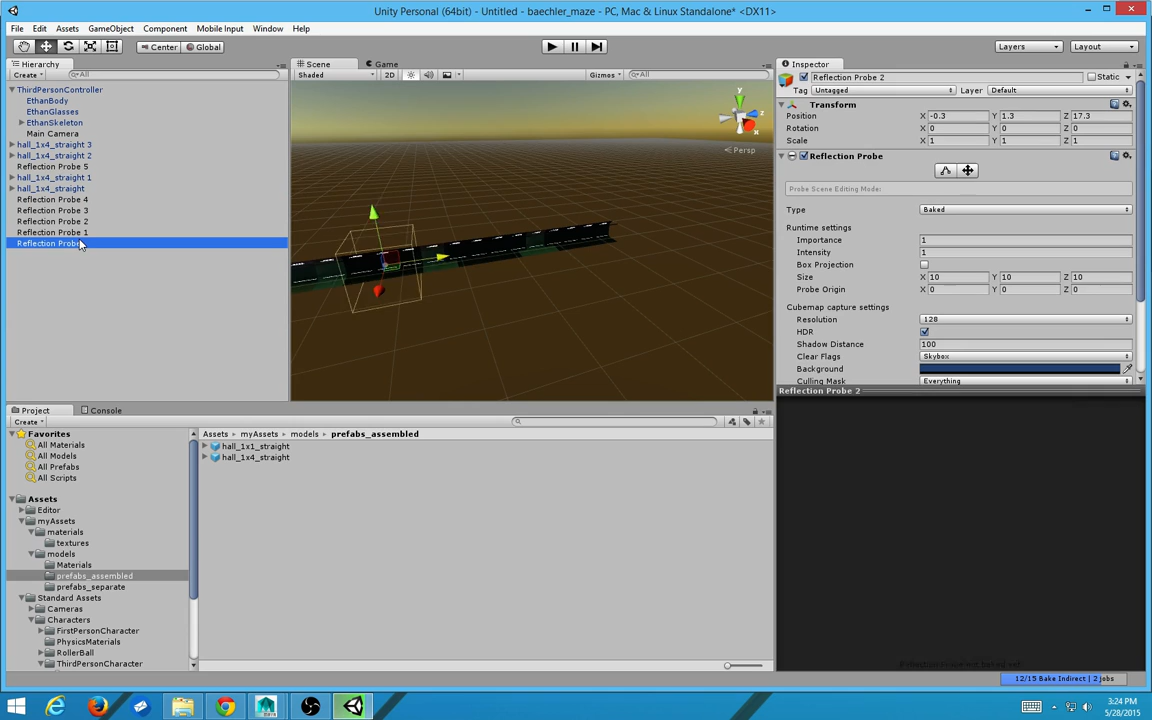 Unity Personal (64bit) - Untitled - baechler_maze - PC, Mac & Linux Standalone* <DX11>
File Edit Assets GameObject Component Mobile Input Window Help
Center Global Layers Layout
Hierarchy Scene Game Inspector
Create All Shaded 2D Gizmos All Reflection Probe 2 Static
Tag Untagged Layer Default
ThirdPersonController
EthanBody
EthanGlasses
EthanSkeleton
Main Camera
hall_1x4_straight 3
hall_1x4_straight 2
Reflection Probe 5
hall_1x4_straight 1
hall_1x4_straight
Reflection Probe 4
Reflection Probe 3
Reflection Probe 2
Reflection Probe 1
Reflection Probe
y
z
Persp
Transform
Position X -0.3 Y 1.3 Z 17.3
Rotation X 0 Y 0 Z 0
Scale X 1 Y 1 Z 1
Reflection Probe
Probe Scene Editing Mode:
Type Baked
Runtime settings
Importance 1
Intensity 1
Box Projection
Size X 10 Y 10 Z 10
Probe Origin X 0 Y 0 Z 0
Cubemap capture settings
Resolution 128
HDR
Shadow Distance 100
Clear Flags Skybox
Background
Culling Mask Everything
Reflection Probe 2
Project Console
Create
Favorites
All Materials
All Models
All Prefabs
All Scripts
Assets
Editor
myAssets
materials
textures
models
Materials
prefabs_assembled
prefabs_separate
Standard Assets
Cameras
Characters
FirstPersonCharacter
PhysicsMaterials
RollerBall
ThirdPersonCharacter
Assets myAssets models prefabs_assembled
hall_1x1_straight
hall_1x4_straight
12/15 Bake Indirect | 2 jobs
3:24 PM
5/28/2015